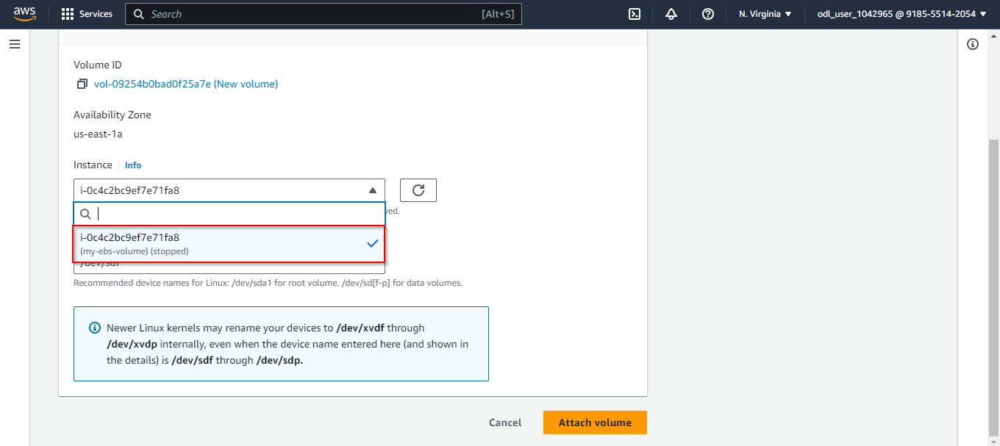 aws
Services
Search
[Alt+S]
N. Virginia
odl_user_1042965 @ 9185-5514-2054
Volume ID
vol-09254b0bad0f25a7e (New volume)
Availability Zone
us-east-1a
Instance
Info
i-0c4c2bc9ef7e71fa8
ved.
i-0c4c2bc9ef7e71fa8
(my-ebs-volume) (stopped)
/dev/sdf
Recommended device names for Linux: /dev/sda1 for root volume. /dev/sd[f-p] for data volumes.
Newer Linux kernels may rename your devices to /dev/xvdf through
/dev/xvdp internally, even when the device name entered here (and shown in
the details) is /dev/sdf through /dev/sdp.
Cancel
Attach volume